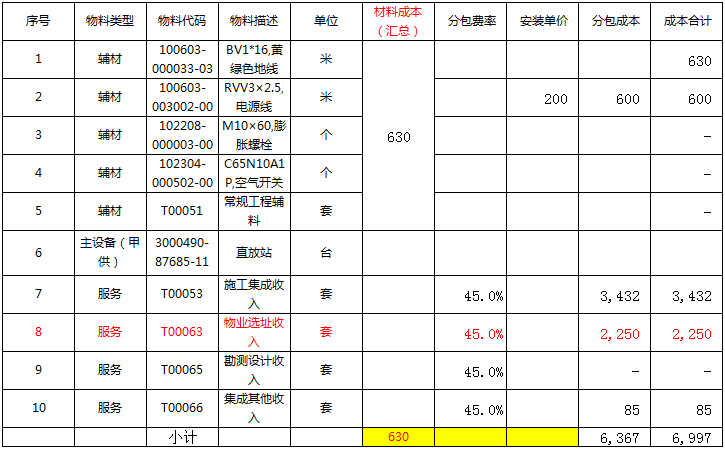 序号 物料类型 物料代码 物料描述 单位 材料成本（汇总） 分包费率 安装单价 分包成本 成本合计
1 辅材 100603-000033-03 BV1*16,黄绿色地线 米 630 630
2 辅材 100603-003002-00 RVV3×2.5,电源线 米 200 600 600
3 辅材 102208-000003-00 M10×60,膨胀螺栓 个 –
4 辅材 102304-000502-00 C65N10A1P,空气开关 个 –
5 辅材 T00051 常规工程辅料 套 –
6 主设备（甲供） 3000490-87685-11 直放站 台
7 服务 T00053 施工集成收入 套 45.0% 3,432 3,432
8 服务 T00063 物业选址收入 套 45.0% 2,250 2,250
9 服务 T00065 勘测设计收入 套 45.0% – –
10 服务 T00066 集成其他收入 套 45.0% 85 85
小计 630 6,367 6,997